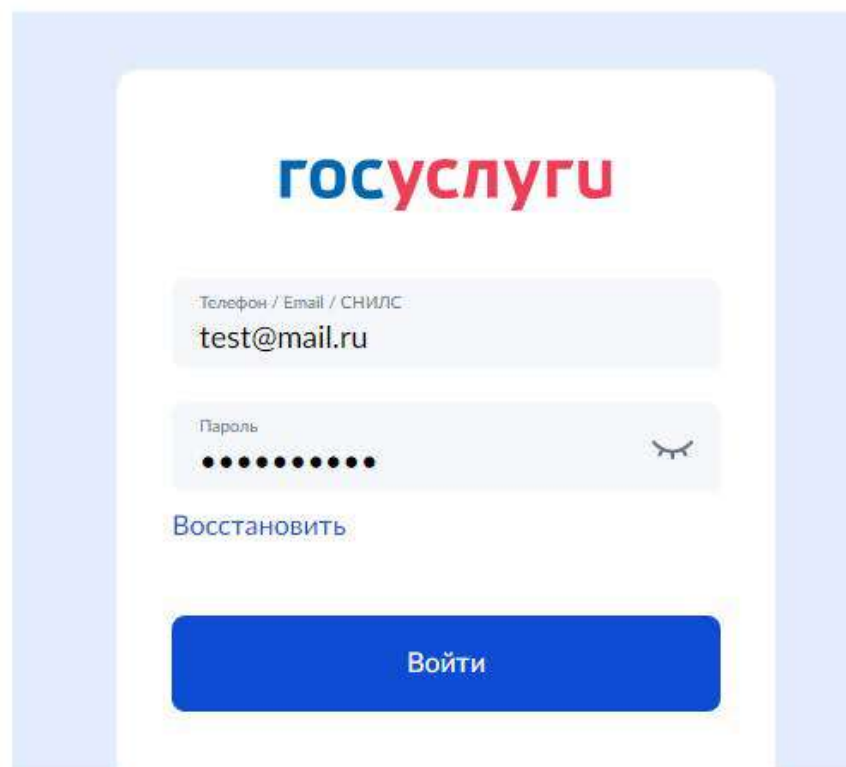 госуслуги
Телефон / Email / СНИЛС
test@mail.ru
Пароль
••••••••••
Восстановить
Войти